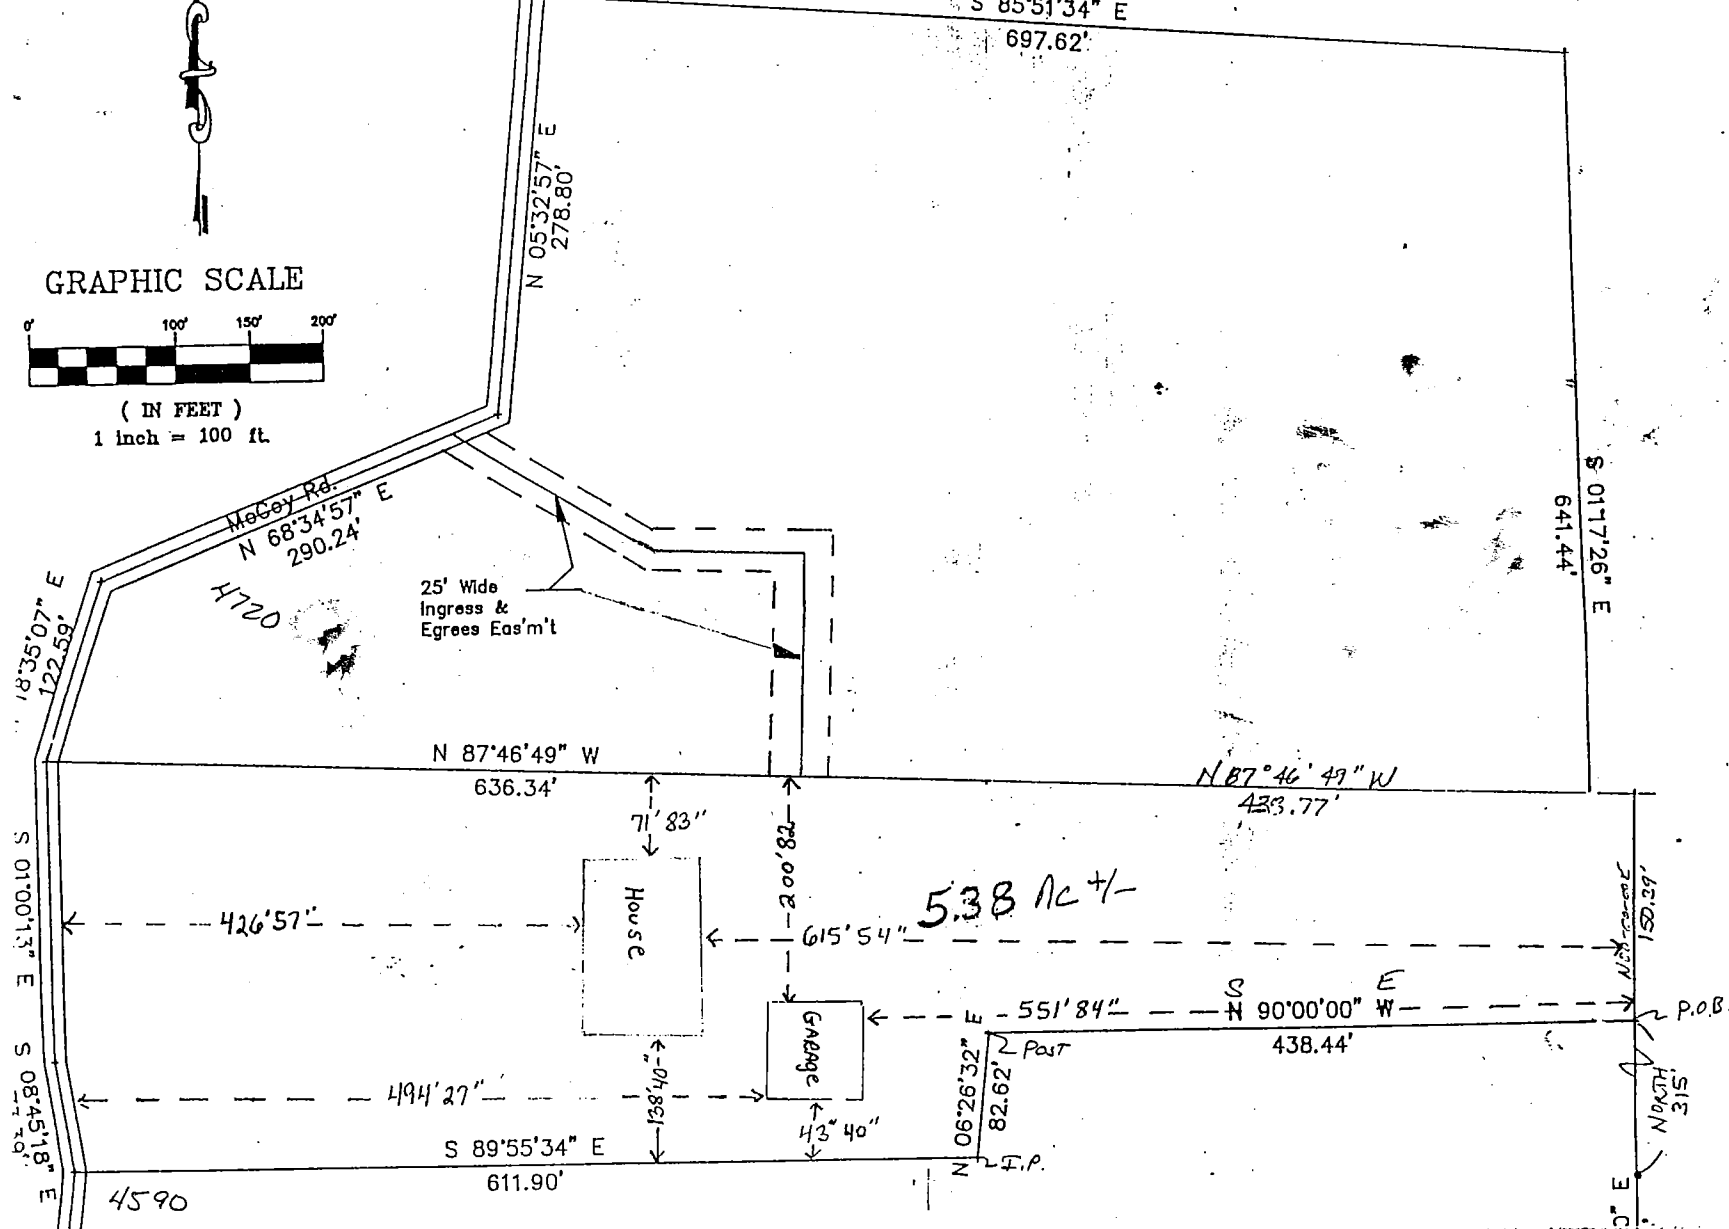 S 85°51'34" E
697.62'
N 05°32'57" E
278.80'
GRAPHIC SCALE
0' 100' 150' 200'
( IN FEET )
1 inch = 100 ft.
McCoy Rd.
N 68°34'57" E
290.24'
4720
18°35'07" E
122.59'
25' Wide
Ingress &
Egrees Eas'm't
S 01°17'26" E
641.44'
N 87°46'49" W
636.34'
N 87°46'49" W
433.77'
71'83"
200'82
House
5.38 Ac +/-
426'57"
615'54"
150.39'
S 01°00'13" E
551'84"
S E
N 90°00'00" W
438.44'
P.O.B.
Post
Garage
N 06°26'32" E
82.62'
NORTH
315'
494'27"
138'40"
43'40"
S 08°45'18" E
S 89°55'34" E
611.90'
I.P.
4590